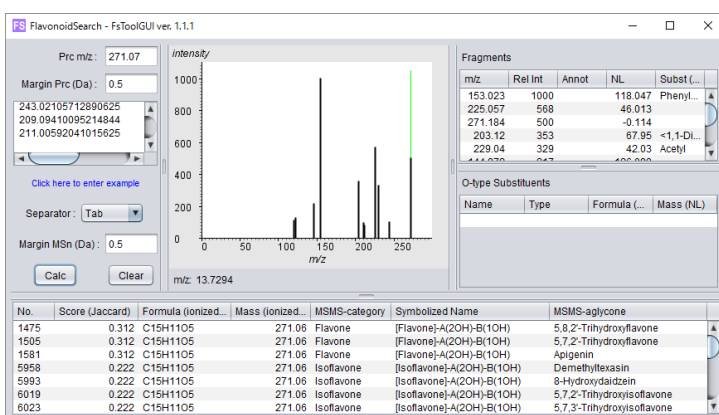 FS FlavonoidSearch - FsToolGUI ver. 1.1.1
Prc m/z : 271.07
Margin Prc (Da) : 0.5
243.02105712890625
209.09410095214844
211.00592041015625
Click here to enter example
Separator : Tab
Margin MSn (Da) : 0.5
Calc Clear
intensity
1000
800
600
400
200
0
0 50 100 150 200 250
m/z
m/z: 13.7294
Fragments
m/z Rel Int Annot NL Subst (...
153.023 1000 118.047 Phenyl...
225.057 568 46.013
271.184 500 -0.114
203.12 353 67.95 <1,1-Di...
229.04 329 42.03 Acetyl
O-type Substituents
Name Type Formula (... Mass (NL)
No. Score (Jaccard) Formula (ionized... Mass (ionized... MSMS-category Symbolized Name MSMS-aglycone
1475 0.312 C15H11O5 271.06 Flavone [Flavone]-A(2OH)-B(1OH) 5,8,2'-Trihydroxyflavone
1505 0.312 C15H11O5 271.06 Flavone [Flavone]-A(2OH)-B(1OH) 5,7,2'-Trihydroxyflavone
1581 0.312 C15H11O5 271.06 Flavone [Flavone]-A(2OH)-B(1OH) Apigenin
5958 0.222 C15H11O5 271.06 Isoflavone [Isoflavone]-A(2OH)-B(1OH) Demethyltexasin
5993 0.222 C15H11O5 271.06 Isoflavone [Isoflavone]-A(2OH)-B(1OH) 8-Hydroxydaidzein
6019 0.222 C15H11O5 271.06 Isoflavone [Isoflavone]-A(2OH)-B(1OH) 5,7,2'-Trihydroxyisoflavone
6023 0.222 C15H11O5 271.06 Isoflavone [Isoflavone]-A(2OH)-B(1OH) 5,7,3'-Trihydroxyisoflavone